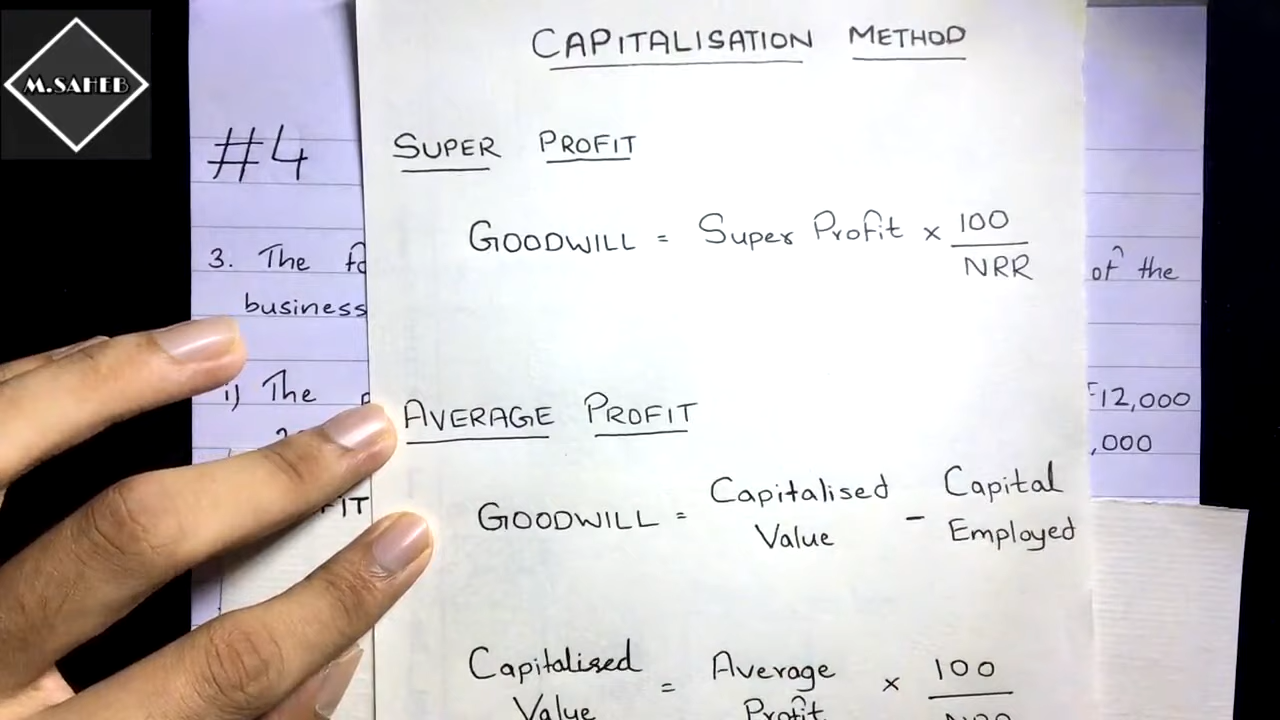 M.SAHEB
CAPITALISATION METHOD
#4
SUPER PROFIT
GOODWILL = Super Profit × 100
NRR
3. The
of the
business
i) The
12,000
,000
AVERAGE PROFIT
GOODWILL = Capitalised Value - Capital Employed
Capitalised Value = Average Profit × 100
NRR